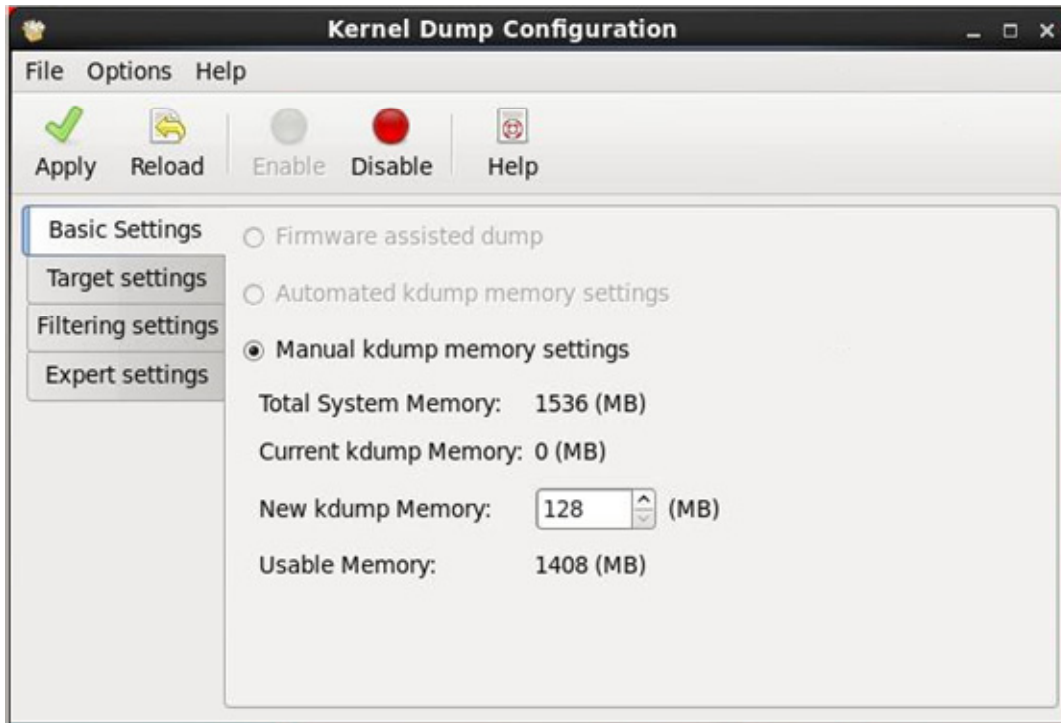 Kernel Dump Configuration
File Options Help
Apply Reload Enable Disable Help
Basic Settings
Target settings
Filtering settings
Expert settings
Firmware assisted dump
Automated kdump memory settings
Manual kdump memory settings
Total System Memory: 1536 (MB)
Current kdump Memory: 0 (MB)
New kdump Memory: 128 (MB)
Usable Memory: 1408 (MB)